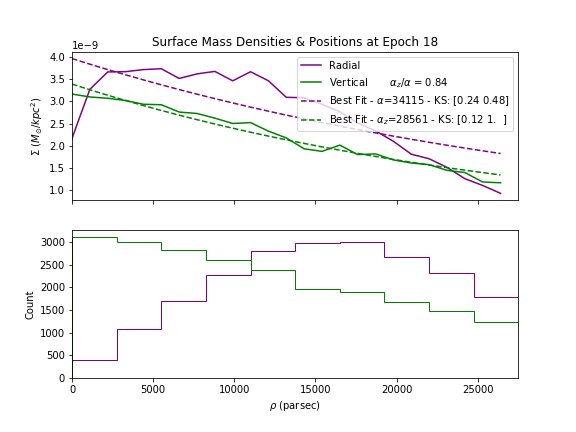 Surface Mass Densities & Positions at Epoch 18
1e−9
4.0
3.5
3.0
2.5
2.0
1.5
1.0
Σ (M⊙/kpc²)
Radial
Vertical αz/α = 0.84
Best Fit - α=34115 - KS: [0.24 0.48]
Best Fit - αz=28561 - KS: [0.12 1. ]
3000
2500
2000
1500
1000
500
0
Count
0 5000 10000 15000 20000 25000
ρ (parsec)